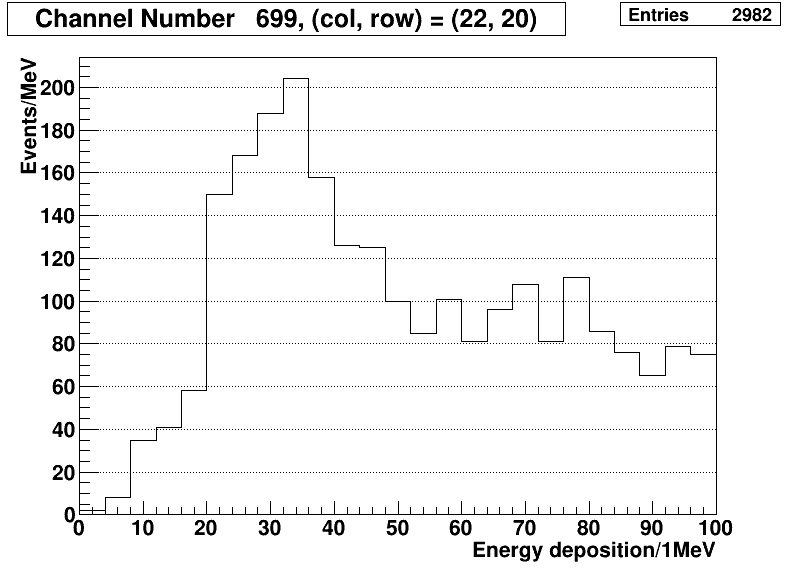 Channel Number 699, (col, row) = (22, 20)
Entries 2982
Events/MeV
200
180
160
140
120
100
80
60
40
20
0
0 10 20 30 40 50 60 70 80 90 100
Energy deposition/1MeV